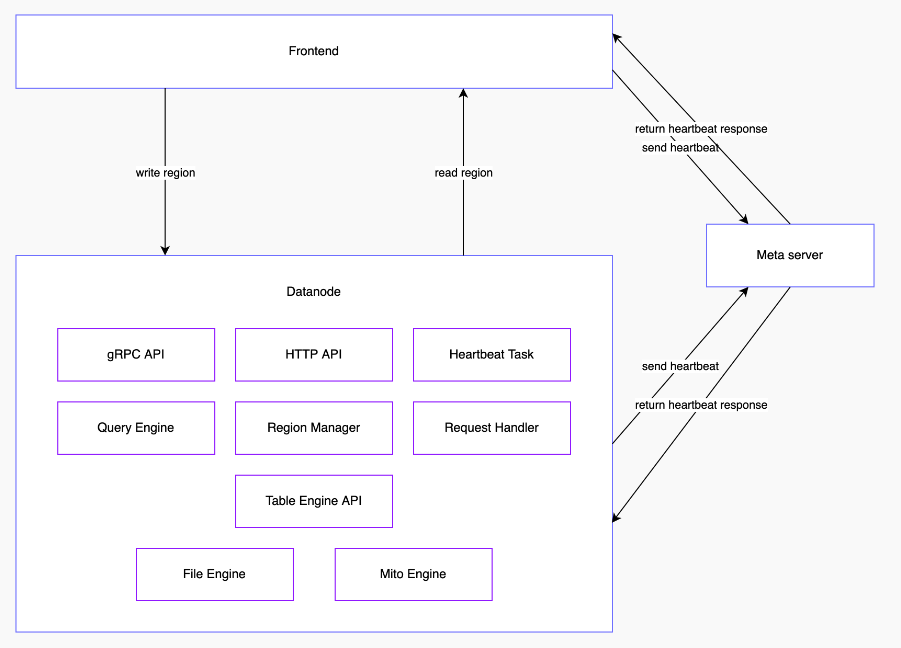 Frontend
return heartbeat response
send heartbeat
write region
read region
Meta server
Datanode
gRPC API
HTTP API
Heartbeat Task
send heartbeat
return heartbeat response
Query Engine
Region Manager
Request Handler
Table Engine API
File Engine
Mito Engine